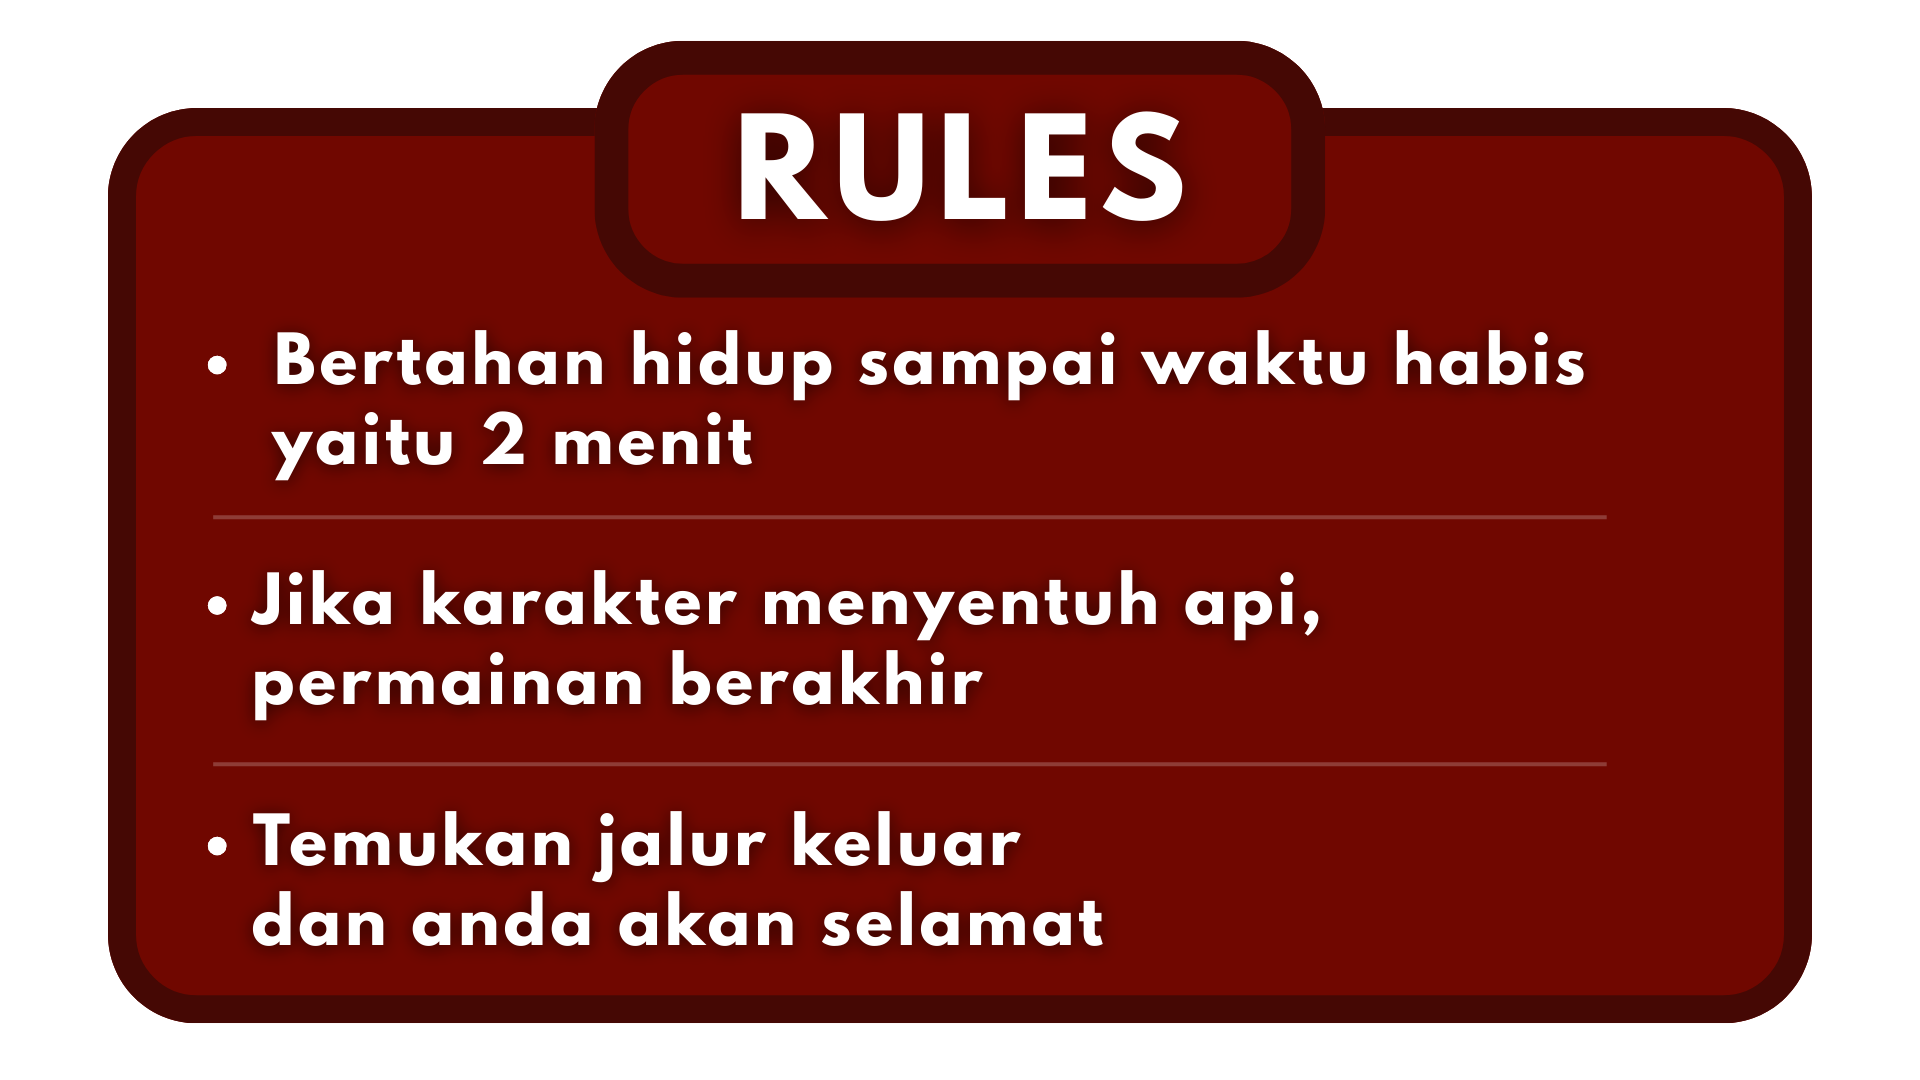 RULES
• Bertahan hidup sampai waktu habis
yaitu 2 menit
• Jika karakter menyentuh api,
permainan berakhir
• Temukan jalur keluar
dan anda akan selamat